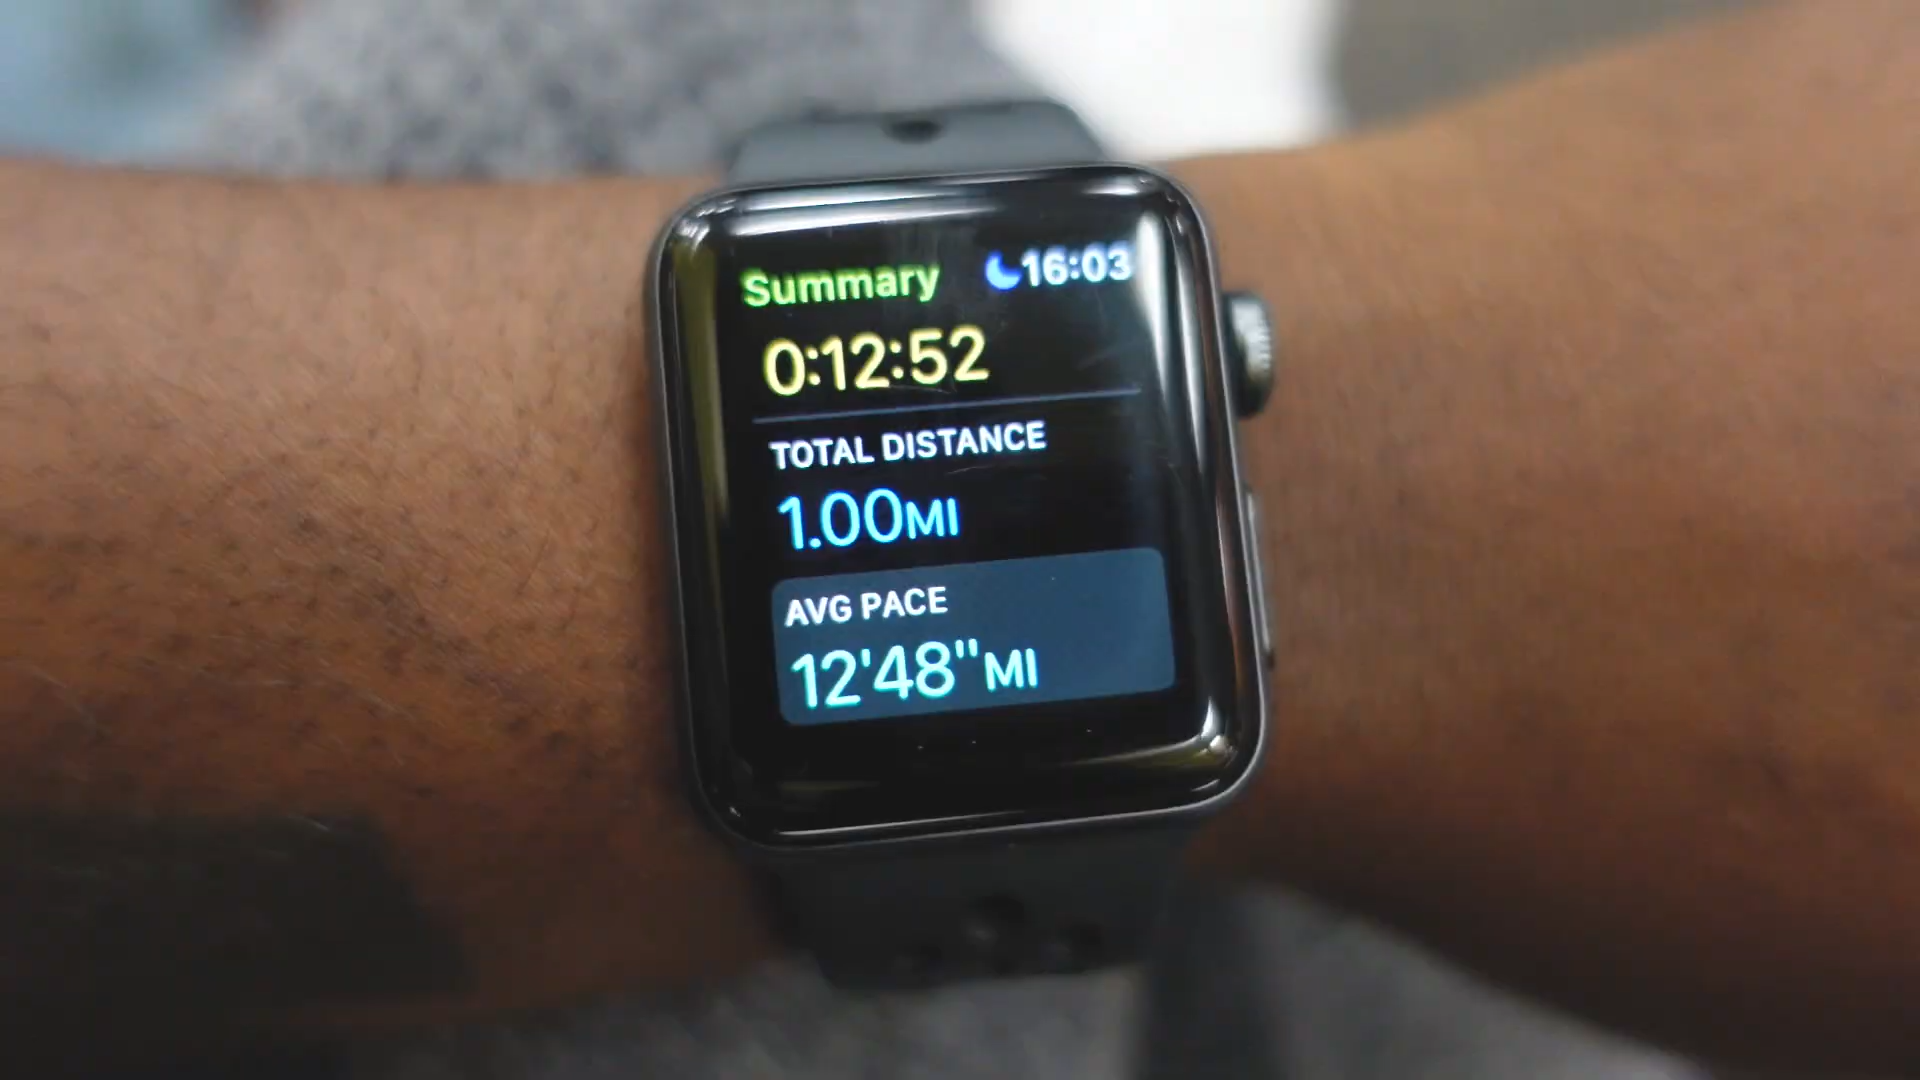 Summary 16:03
0:12:52
TOTAL DISTANCE
1.00MI
AVG PACE
12'48"MI